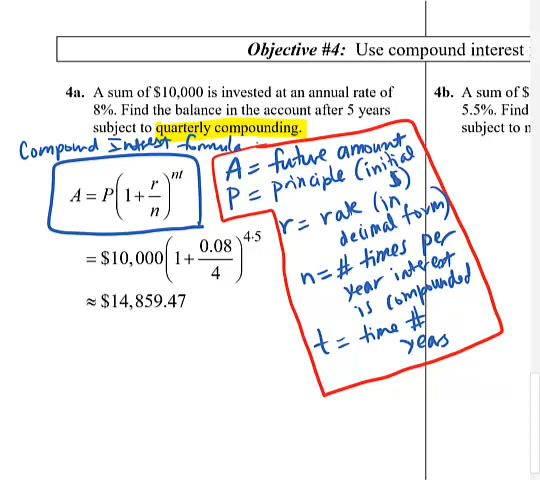 Objective #4: Use compound interest
4a. A sum of $10,000 is invested at an annual rate of
8%. Find the balance in the account after 5 years
subject to quarterly compounding.
Compound Interest formula
A = P(1 + r/n)^nt
= $10,000(1 + 0.08/4)^4·5
≈ $14,859.47
A = future amount
P = principle (initial
$)
r = rate (in
decimal form)
n = # times per
year interest
is compounded
t = time #
years
4b. A sum of $
5.5%. Find
subject to